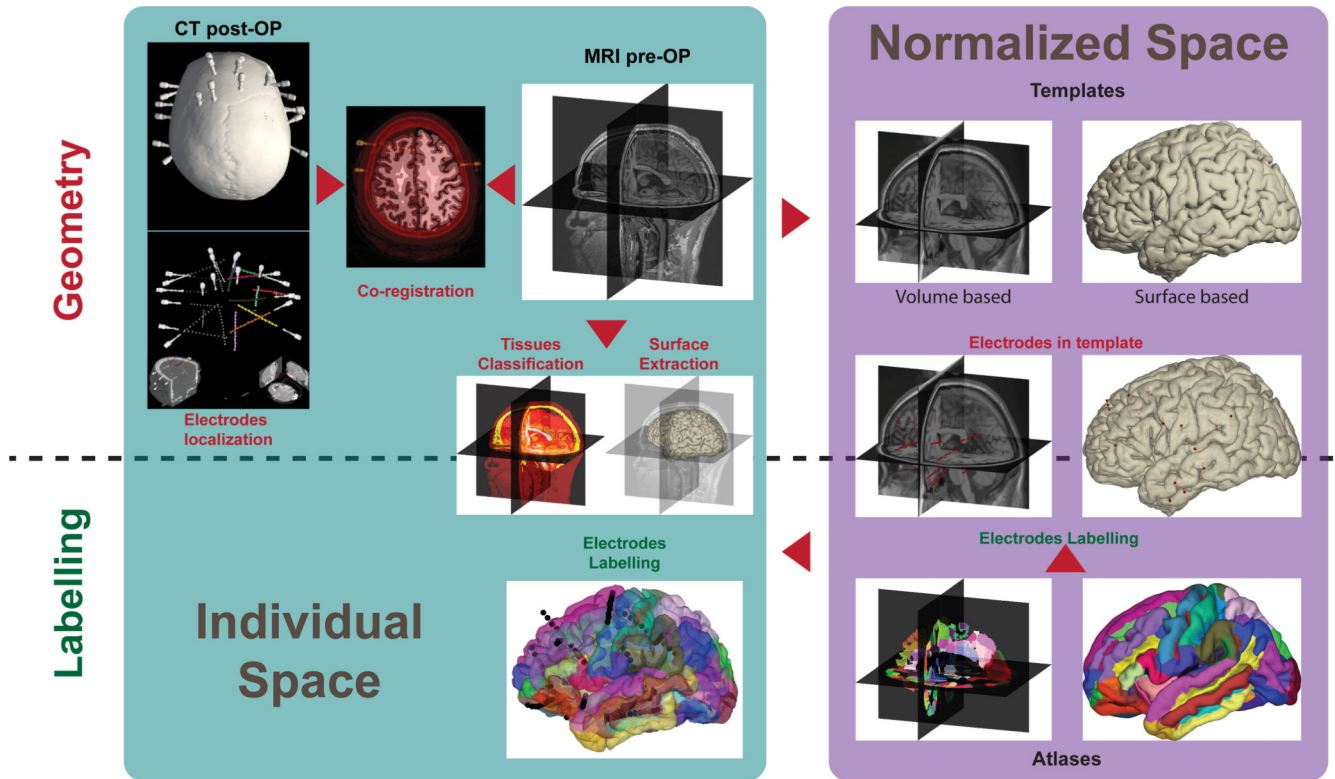 CT post-OP
MRI pre-OP
Normalized Space
Templates
Geometry
Co-registration
Volume based
Surface based
Tissues
Classification
Surface
Extraction
Electrodes in template
Electrodes
localization
Labelling
Electrodes
Labelling
Electrodes Labelling
Individual
Space
Atlases